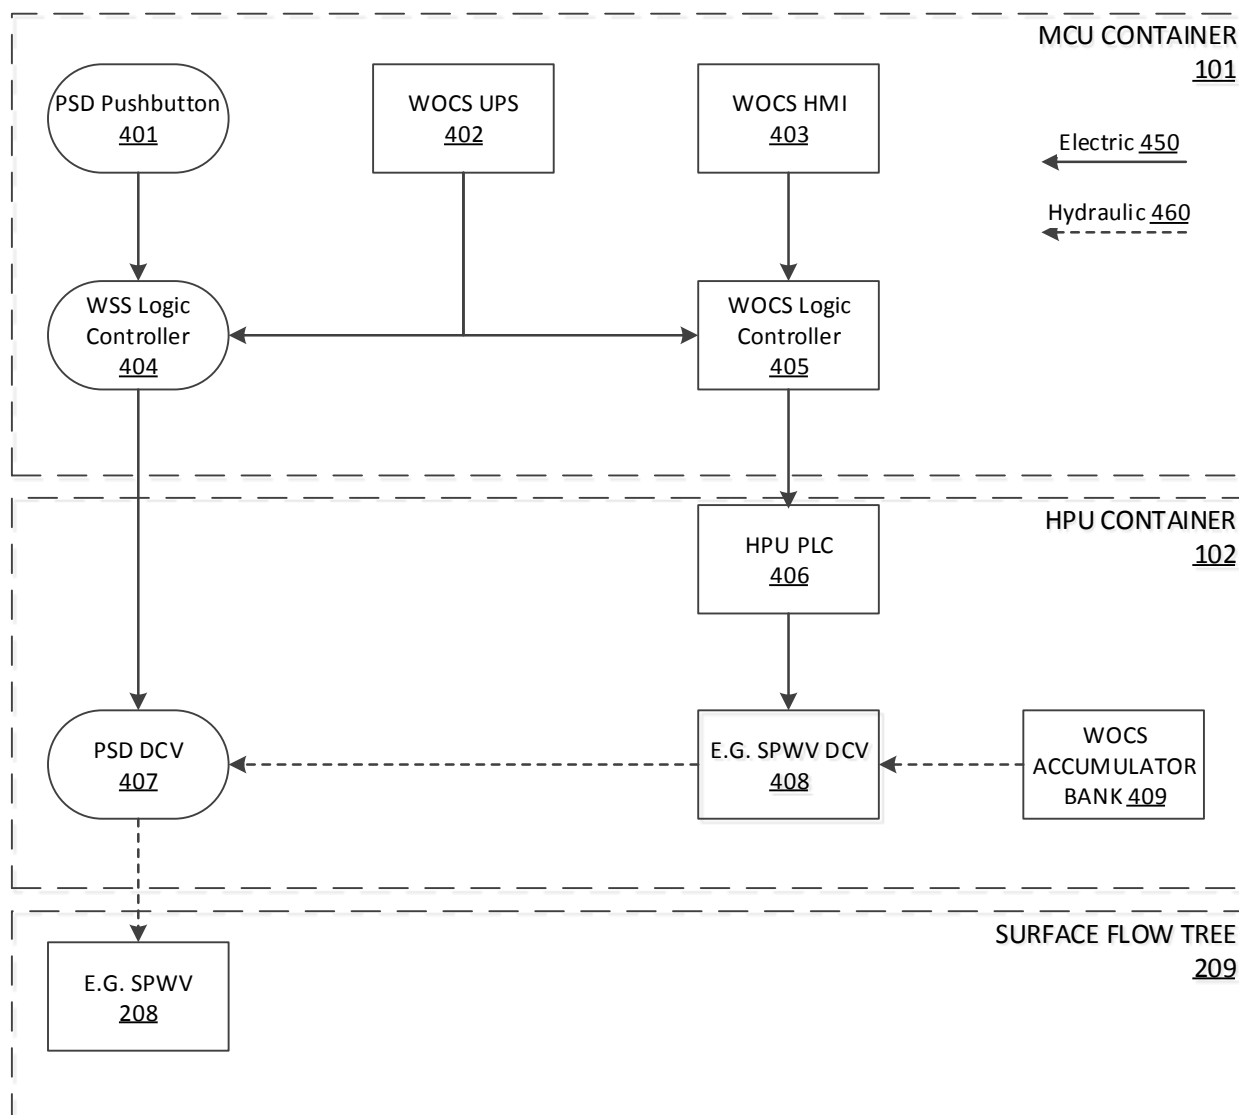 MCU CONTAINER
101
PSD Pushbutton
401
WOCS UPS
402
WOCS HMI
403
Electric 450
Hydraulic 460
WSS Logic
Controller
404
WOCS Logic
Controller
405
HPU CONTAINER
102
HPU PLC
406
PSD DCV
407
E.G. SPWV DCV
408
WOCS
ACCUMULATOR
BANK 409
SURFACE FLOW TREE
209
E.G. SPWV
208